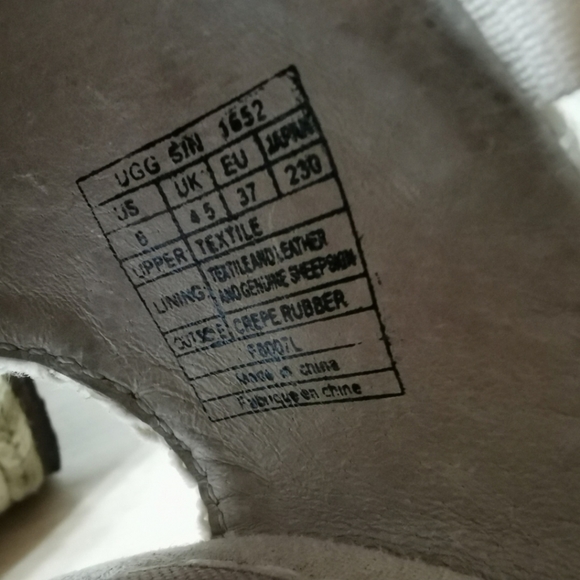 UGG S/N 1652
US UK EU JAPAN
6 4 5 37 230
UPPER TEXTILE
LINING TEXTILE AND LEATHER
AND GENUINE SHEEPSKIN
OUTSOLE CREPE RUBBER
F8007L
Made in china
Fabrique en chine